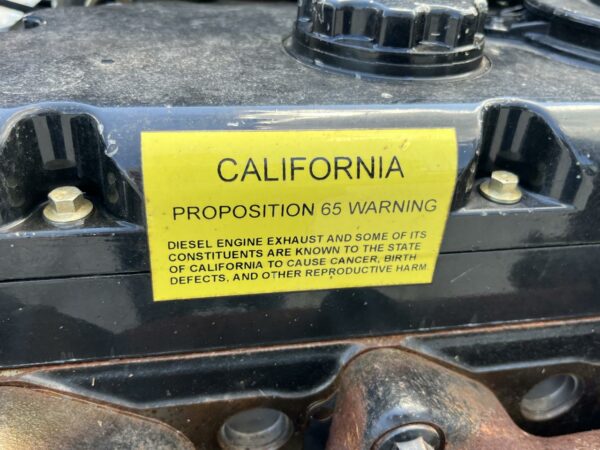 CALIFORNIA
PROPOSITION 65 WARNING
DIESEL ENGINE EXHAUST AND SOME OF ITS
CONSTITUENTS ARE KNOWN TO THE STATE
OF CALIFORNIA TO CAUSE CANCER, BIRTH
DEFECTS, AND OTHER REPRODUCTIVE HARM